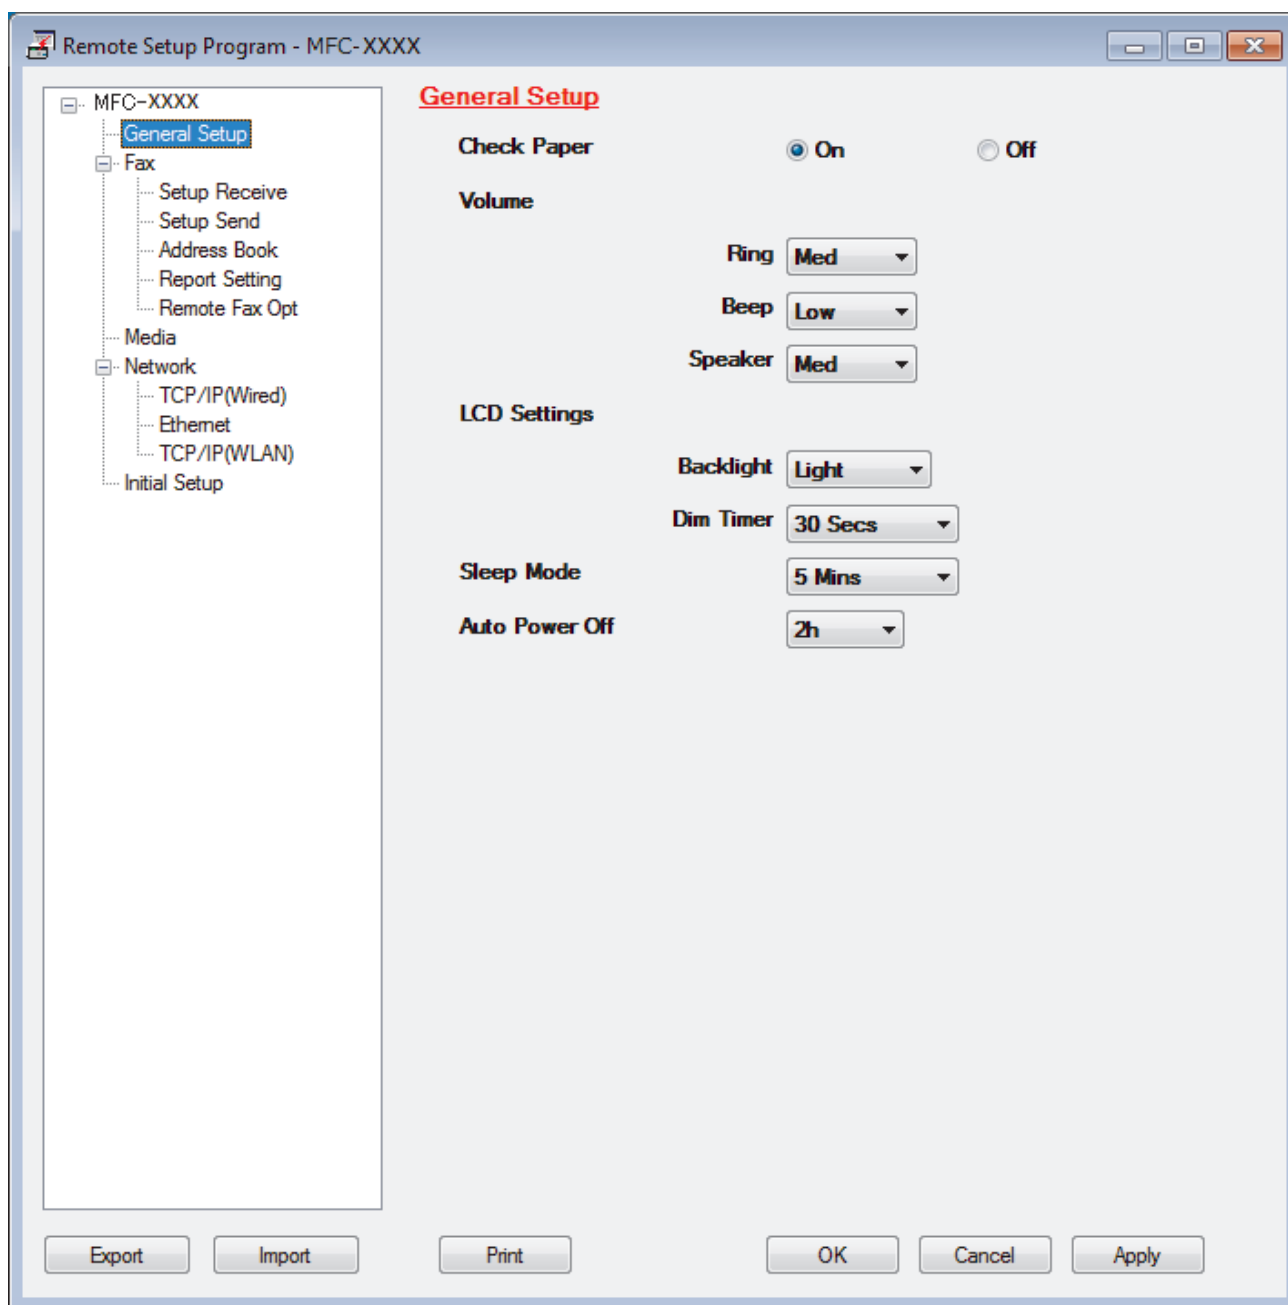 Remote Setup Program - MFC-XXXX
MFC-XXXX
General Setup
Fax
Setup Receive
Setup Send
Address Book
Report Setting
Remote Fax Opt
Media
Network
TCP/IP(Wired)
Ethernet
TCP/IP(WLAN)
Initial Setup
General Setup
Check Paper On Off
Volume
Ring Med
Beep Low
Speaker Med
LCD Settings
Backlight Light
Dim Timer 30 Secs
Sleep Mode 5 Mins
Auto Power Off 2h
Export Import Print OK Cancel Apply